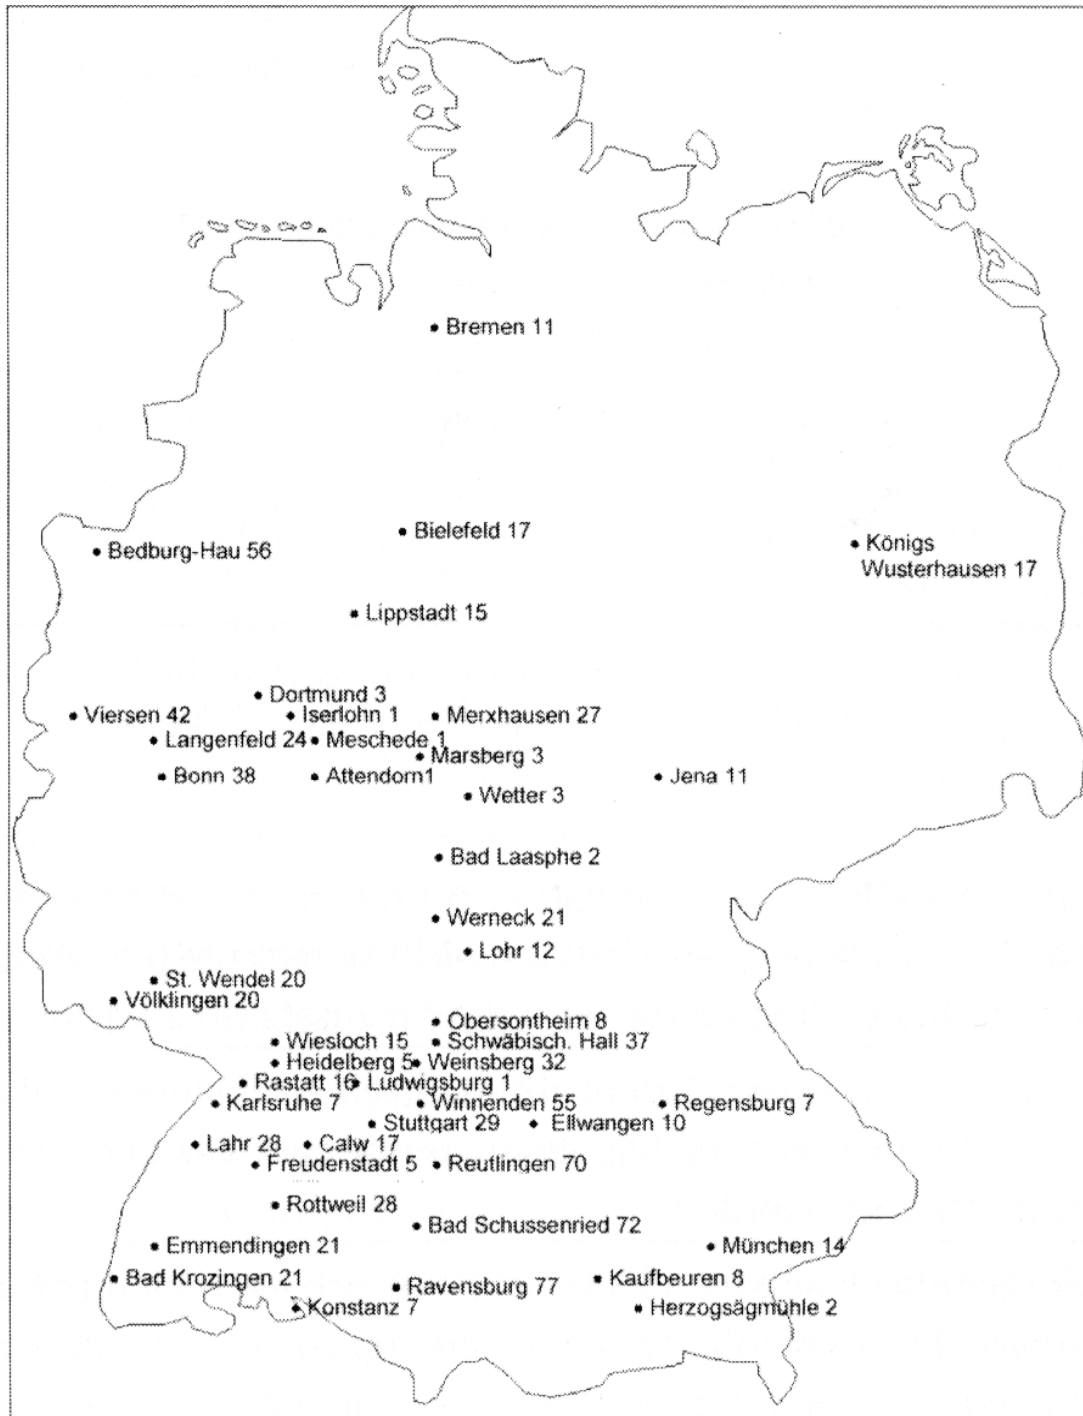 Bremen 11
Bielefeld 17
Königs
Wusterhausen 17
Bedburg-Hau 56
Lippstadt 15
Dortmund 3
Viersen 42
Iserlohn 1
Merxhausen 27
Langenfeld 24
Meschede 1
Marsberg 3
Bonn 38
Attendorn1
Jena 11
Wetter 3
Bad Laasphe 2
Werneck 21
Lohr 12
St. Wendel 20
Völklingen 20
Obersontheim 8
Wiesloch 15
Schwäbisch. Hall 37
Heidelberg 5
Weinsberg 32
Rastatt 16
Ludwigsburg 1
Karlsruhe 7
Winnenden 55
Regensburg 7
Stuttgart 29
Ellwangen 10
Lahr 28
Calw 17
Freudenstadt 5
Reutlingen 70
Rottweil 28
Bad Schussenried 72
Emmendingen 21
München 14
Bad Krozingen 21
Ravensburg 77
Kaufbeuren 8
Konstanz 7
Herzogsägmühle 2